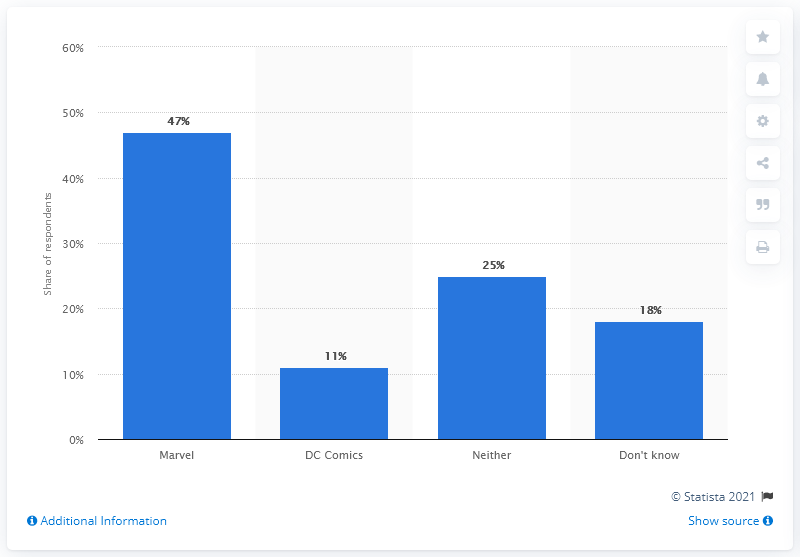 60%
50%
40%
30%
20%
10%
0%
Share of respondents
47%
11%
25%
18%
Marvel
DC Comics
Neither
Don't know
© Statista 2021
Additional Information
Show source